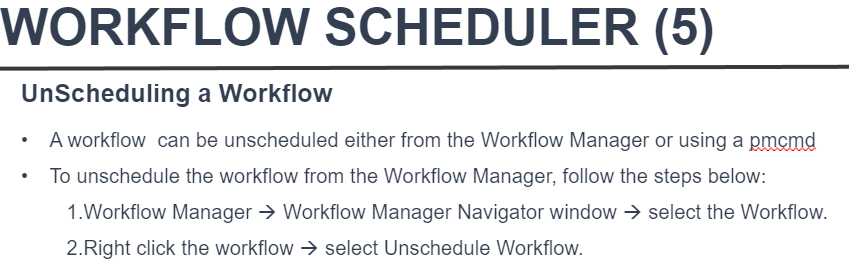 WORKFLOW SCHEDULER (5)
UnScheduling a Workflow
• A workflow  can be unscheduled either from the Workflow Manager or using a pmcmd
• To unschedule the workflow from the Workflow Manager, follow the steps below:
1.Workflow Manager → Workflow Manager Navigator window → select the Workflow.
2.Right click the workflow → select Unschedule Workflow.